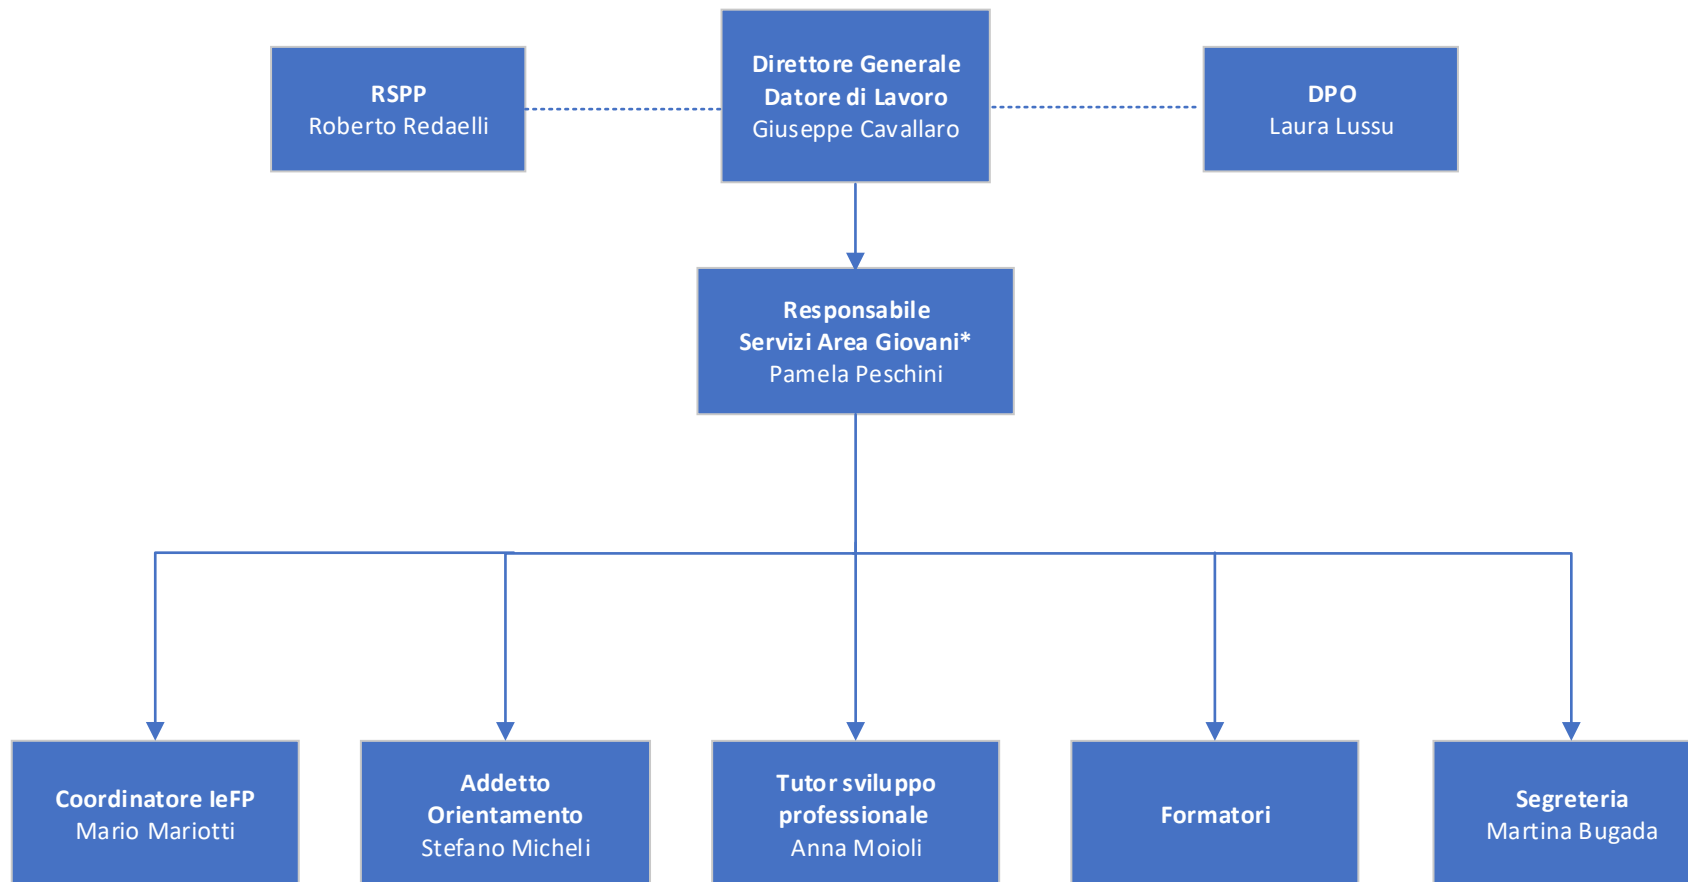 RSPP
Roberto Redaelli
Direttore Generale
Datore di Lavoro
Giuseppe Cavallaro
DPO
Laura Lussu
Responsabile
Servizi Area Giovani*
Pamela Peschini
Coordinatore IeFP
Mario Mariotti
Addetto
Orientamento
Stefano Micheli
Tutor sviluppo
professionale
Anna Moioli
Formatori
Segreteria
Martina Bugada